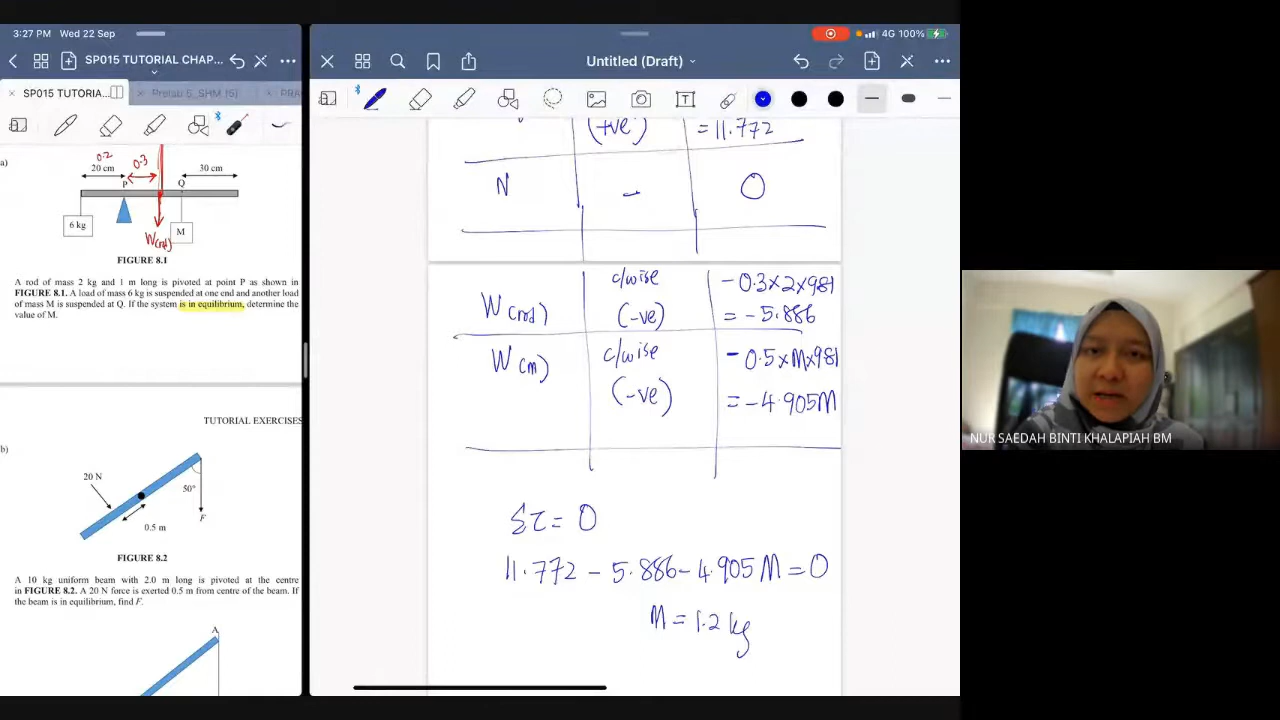 3:27 PM Wed 22 Sep
4G 100%
SP015 TUTORIAL CHAP...
Untitled (Draft)
SP015 TUTORIA...
Prelab 5_SHM (5)
PRA
a)
0.2
20 cm
0.3
30 cm
P
Q
6 kg
M
W(rod)
FIGURE 8.1
A rod of mass 2 kg and 1 m long is pivoted at point P as shown in
FIGURE 8.1. A load of mass 6 kg is suspended at one end and another load
of mass M is suspended at Q. If the system is in equilibrium, determine the
value of M.
TUTORIAL EXERCISES
b)
20 N
50°
0.5 m
F
FIGURE 8.2
A 10 kg uniform beam with 2.0 m long is pivoted at the centre
in FIGURE 8.2. A 20 N force is exerted 0.5 m from centre of the beam. If
the beam is in equilibrium, find F.
A
(+ve)
=11.772
N
-
0
W(rod)
c/wise
(-ve)
-0.3×2×9.81
= -5.886
W(m)
c/wise
(-ve)
-0.5×M×9.81
= -4.905M
Στ = 0
11.772 - 5.886 - 4.905M = 0
M = 1.2 kg
NUR SAEDAH BINTI KHALAPIAH BM